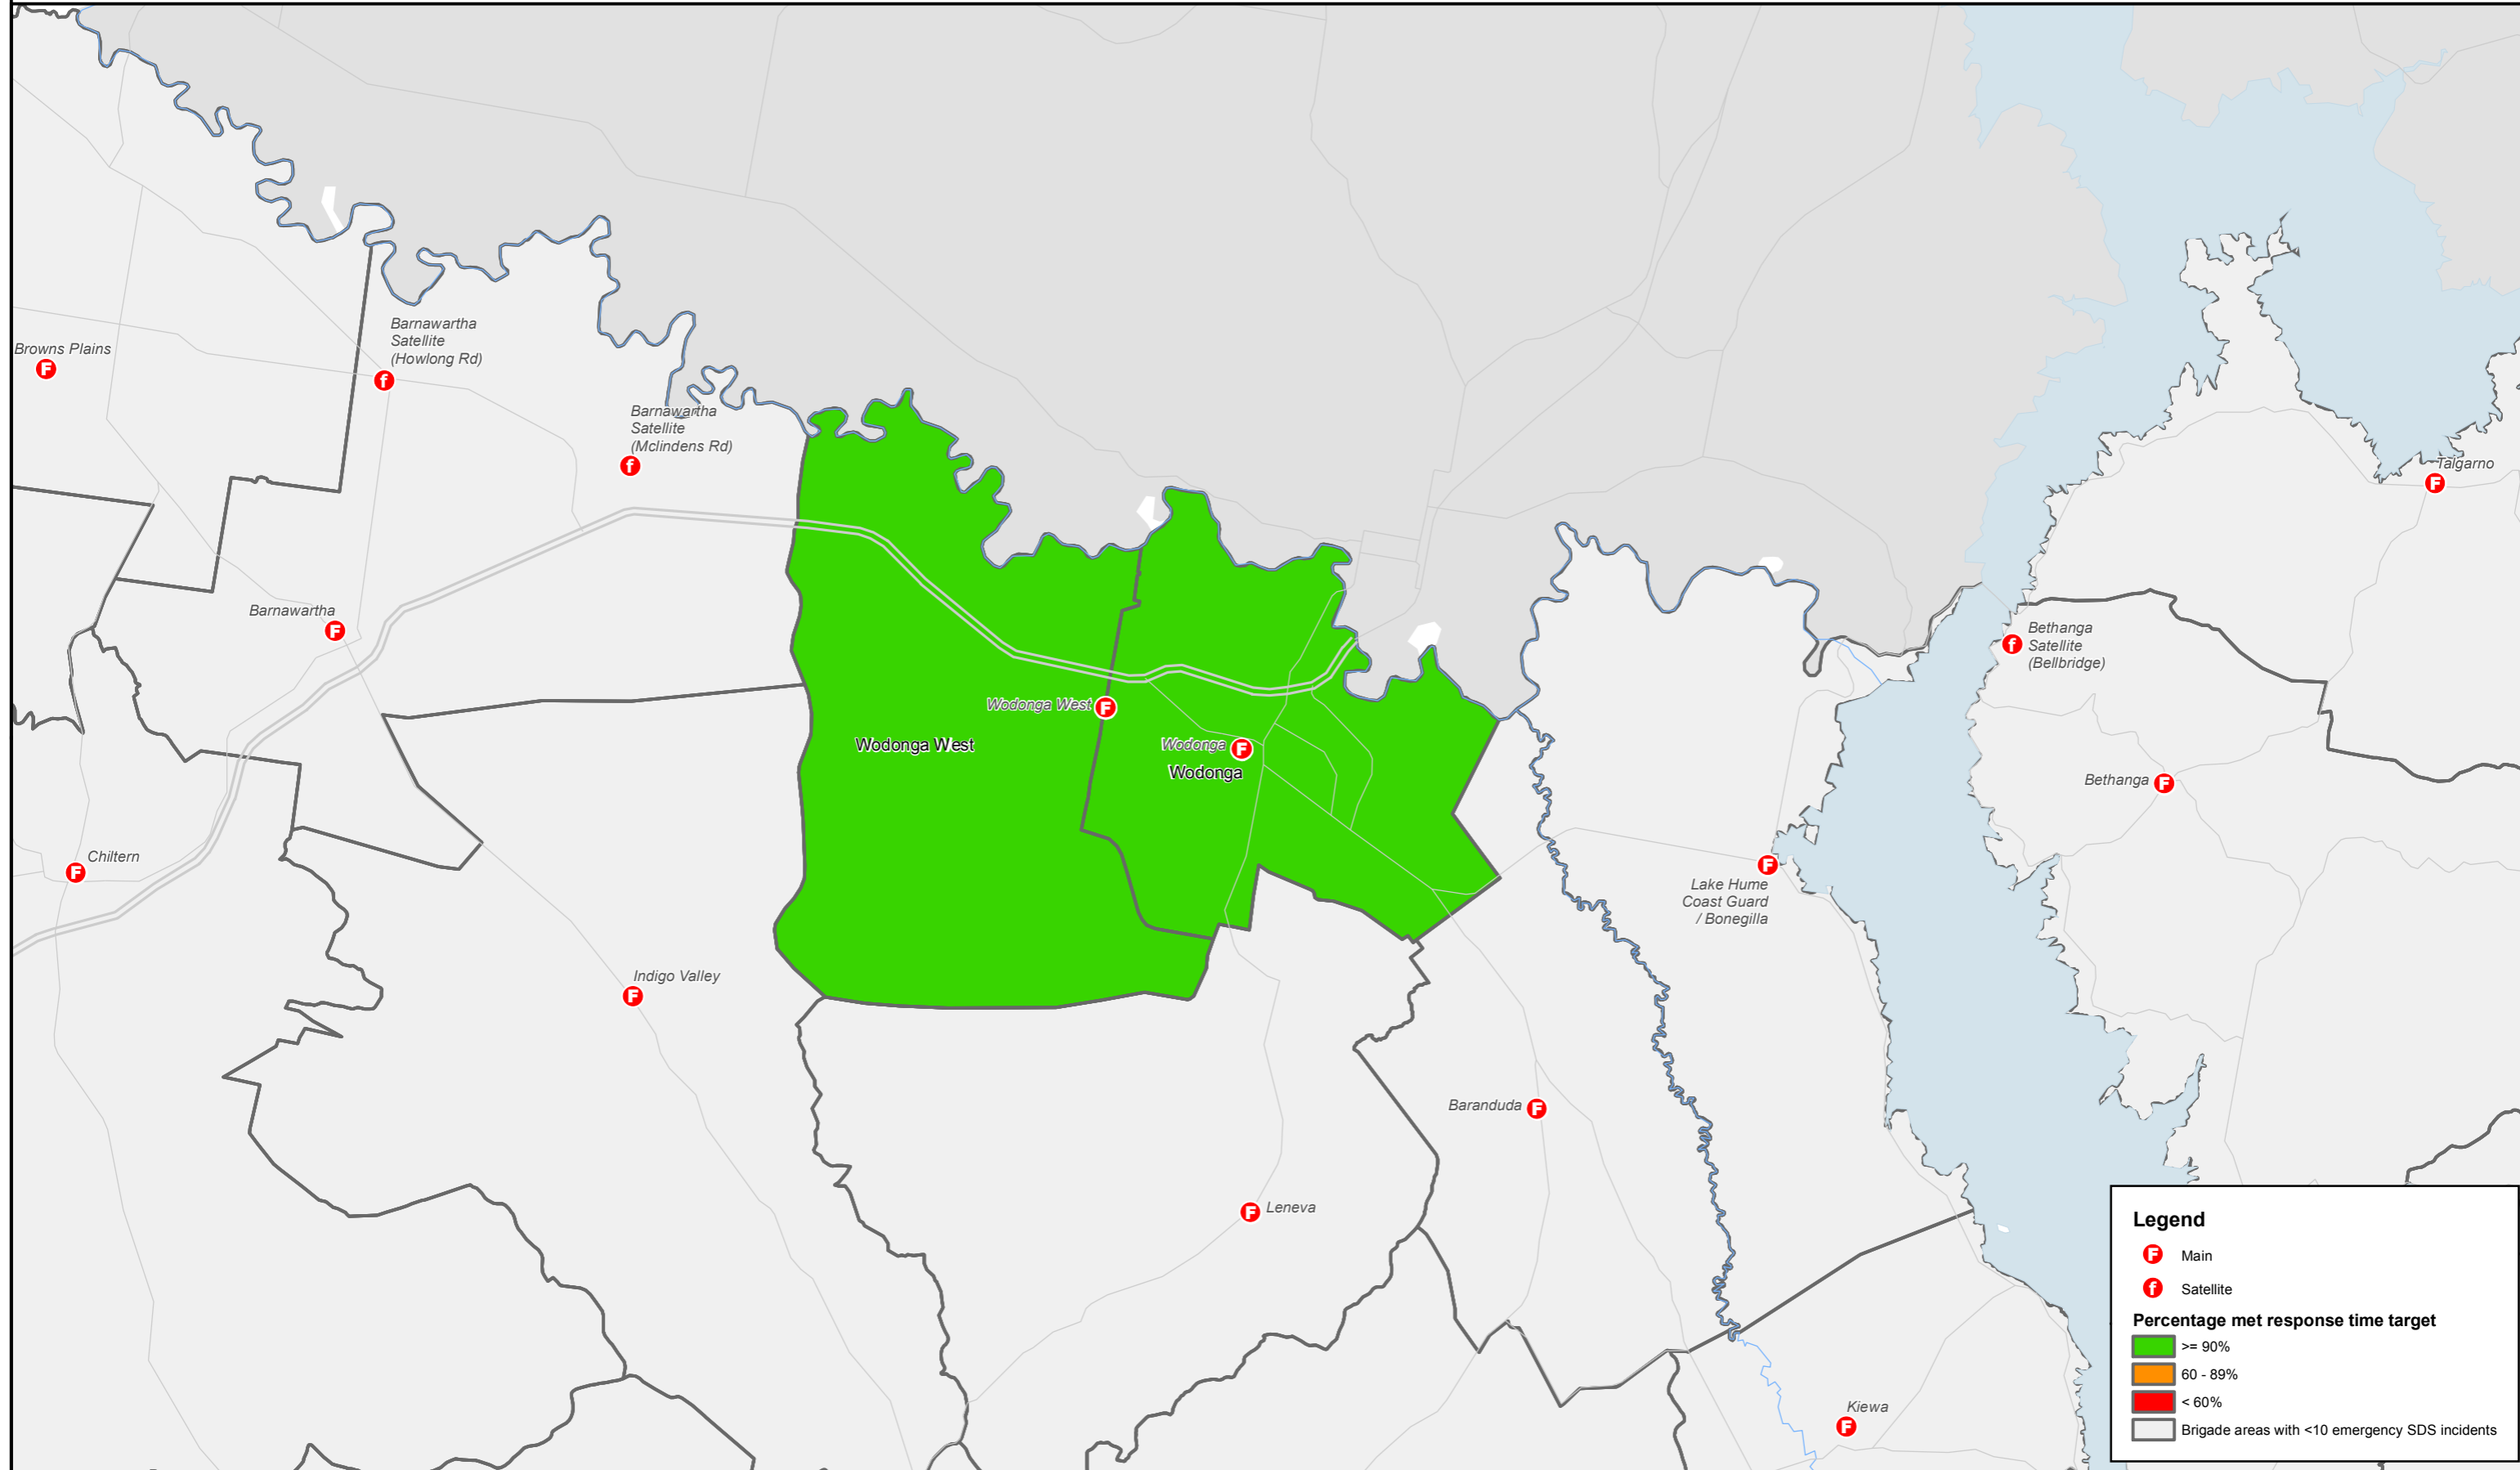 Browns Plains
F
Barnawartha
Satellite
(Howlong Rd)
f
Barnawartha
Satellite
(Mclindens Rd)
f
Talgarno
F
Barnawartha
F
Bethanga
Satellite
(Bellbridge)
f
Wodonga West
F
Wodonga West
Wodonga
F
Wodonga
Bethanga
F
Chiltern
F
F
Lake Hume
Coast Guard
/ Bonegilla
Indigo Valley
F
Baranduda
F
Leneva
F
Kiewa
F
Legend
F Main
f Satellite
Percentage met response time target
>= 90%
60 - 89%
< 60%
Brigade areas with <10 emergency SDS incidents